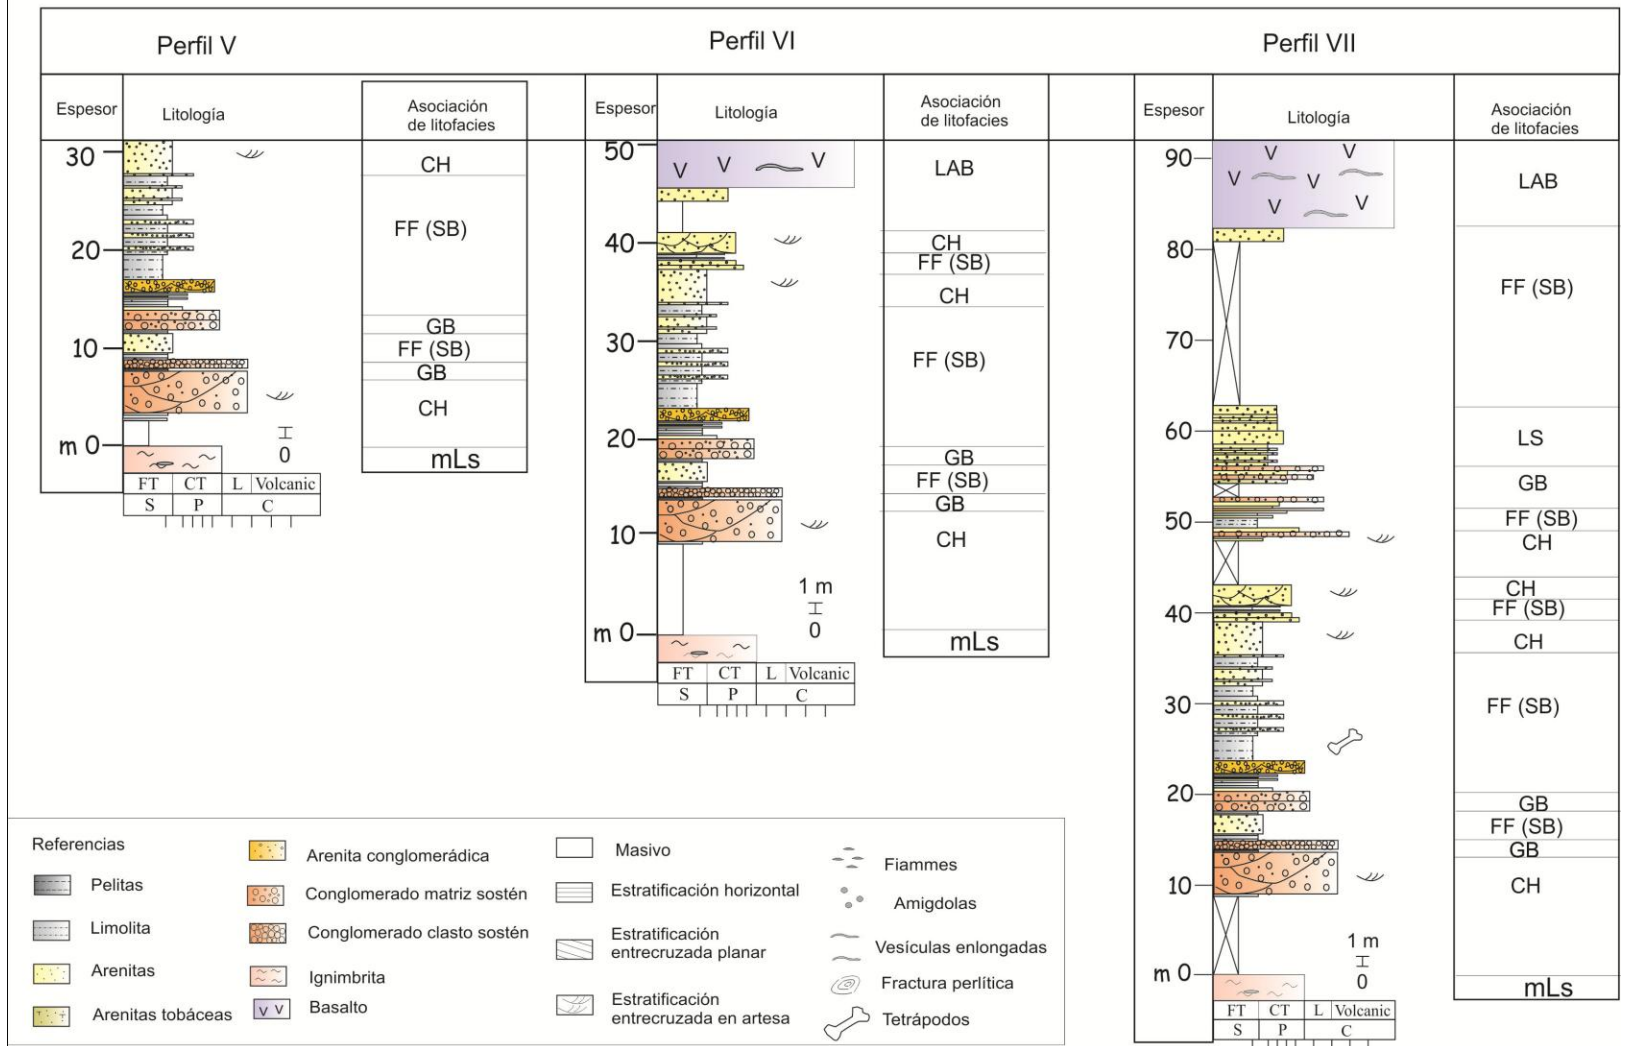 Perfil V
Espesor
Litología
Asociación
de litofacies
30
20
10
m 0
CH
FF (SB)
GB
FF (SB)
GB
CH
mLs
0
FT CT L Volcanic
S P C
Perfil VI
Espesor
Litología
Asociación
de litofacies
50
40
30
20
10
m 0
V V V
LAB
CH
FF (SB)
CH
FF (SB)
GB
FF (SB)
GB
CH
mLs
1 m
0
FT CT L Volcanic
S P C
Perfil VII
Espesor
Litología
Asociación
de litofacies
90
80
70
60
50
40
30
20
10
m 0
V V
V V
V V
LAB
FF (SB)
LS
GB
FF (SB)
CH
CH
FF (SB)
CH
FF (SB)
GB
FF (SB)
GB
CH
mLs
1 m
0
FT CT L Volcanic
S P C
Referencias
Pelitas
Limolita
Arenitas
Arenitas tobáceas
Arenita conglomerádica
Conglomerado matriz sostén
Conglomerado clasto sostén
Ignimbrita
V V Basalto
Masivo
Estratificación horizontal
Estratificación
entrecruzada planar
Estratificación
entrecruzada en artesa
Fiammes
Amigdolas
Vesículas enlongadas
Fractura perlítica
Tetrápodos